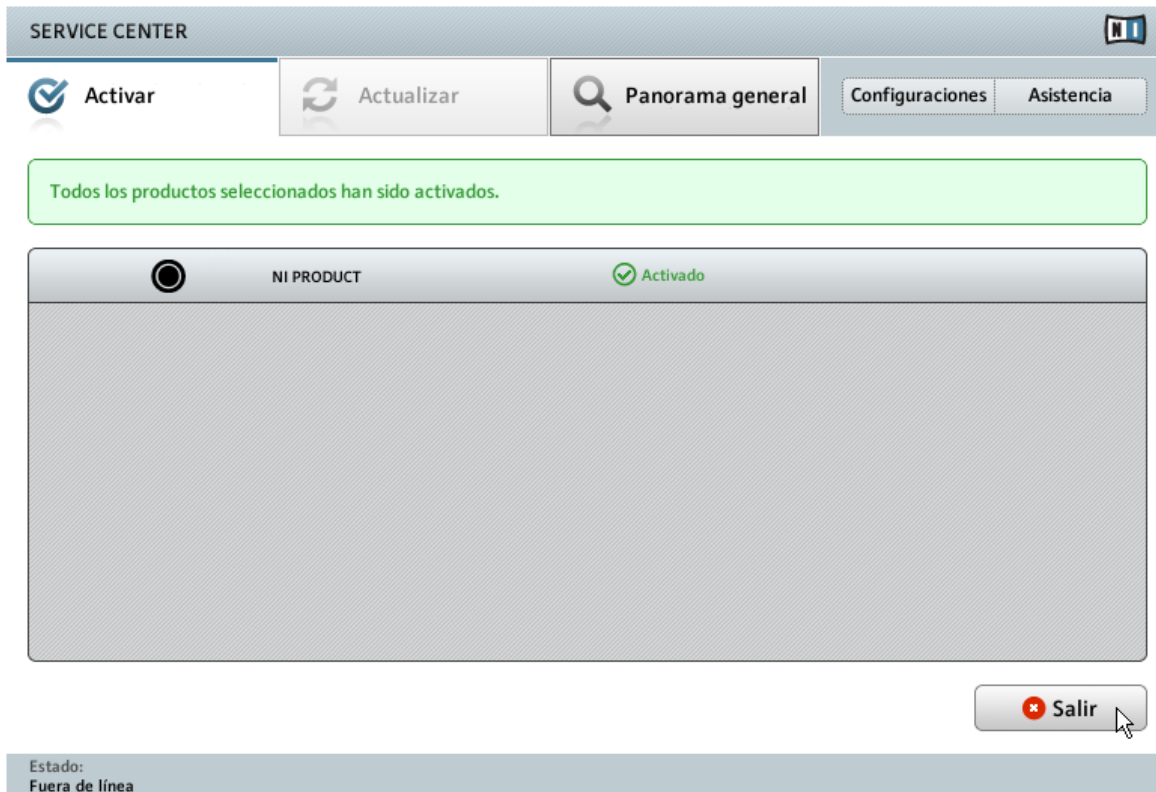 SERVICE CENTER
NI
Activar
Actualizar
Panorama general
Configuraciones
Asistencia
Todos los productos seleccionados han sido activados.
NI PRODUCT
Activado
Salir
Estado:
Fuera de línea